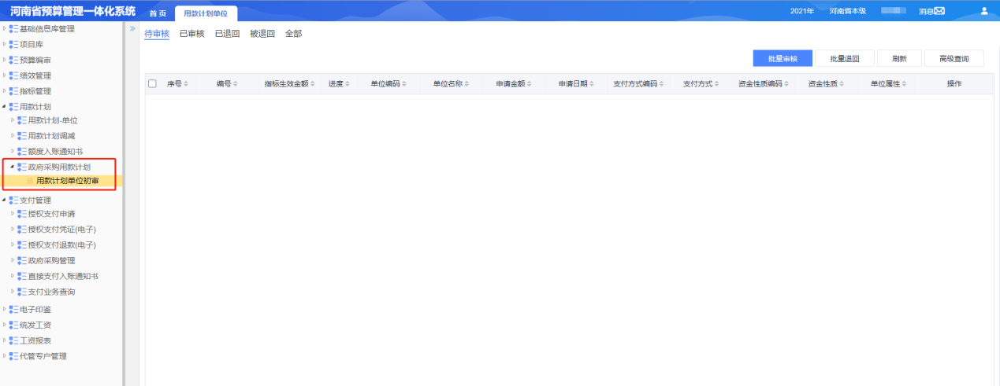 河南省预算管理一体化系统 首页 用款计划单位 2021年 河南省本级 消息
基础信息库管理
项目库
预算编审
绩效管理
指标管理
用款计划
用款计划-单位
用款计划调减
额度入账通知书
政府采购用款计划
用款计划单位初审
支付管理
授权支付申请
授权支付凭证(电子)
授权支付退款(电子)
政府采购管理
直接支付入账通知书
支付业务查询
电子印鉴
统发工资
工资报表
代管专户管理
待审核 已审核 已退回 被退回 全部
批量审核 批量退回 刷新 高级查询
序号 编号 指标生效金额 进度 单位编码 单位名称 申请金额 申请日期 支付方式编码 支付方式 资金性质编码 资金性质 单位属性 操作